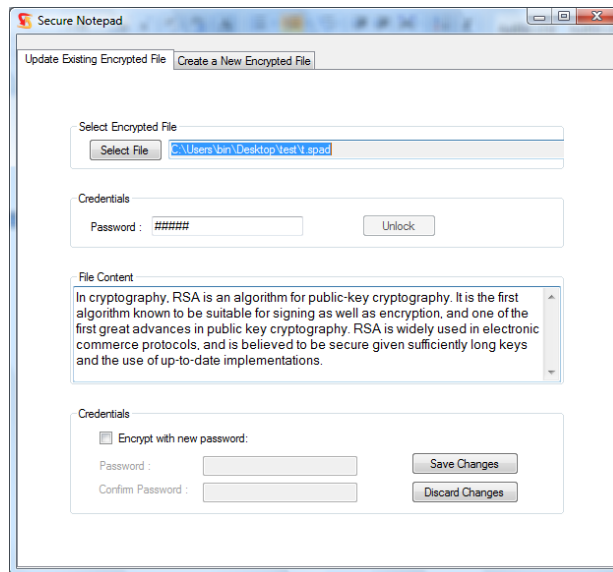 Secure Notepad
Update Existing Encrypted File
Create a New Encrypted File
Select Encrypted File
Select File
C:\Users\bin\Desktop\test\t.spad
Credentials
Password :
#####
Unlock
File Content
In cryptography, RSA is an algorithm for public-key cryptography. It is the first
algorithm known to be suitable for signing as well as encryption, and one of the
first great advances in public key cryptography. RSA is widely used in electronic
commerce protocols, and is believed to be secure given sufficiently long keys
and the use of up-to-date implementations.
Credentials
Encrypt with new password:
Password :
Save Changes
Confirm Password :
Discard Changes